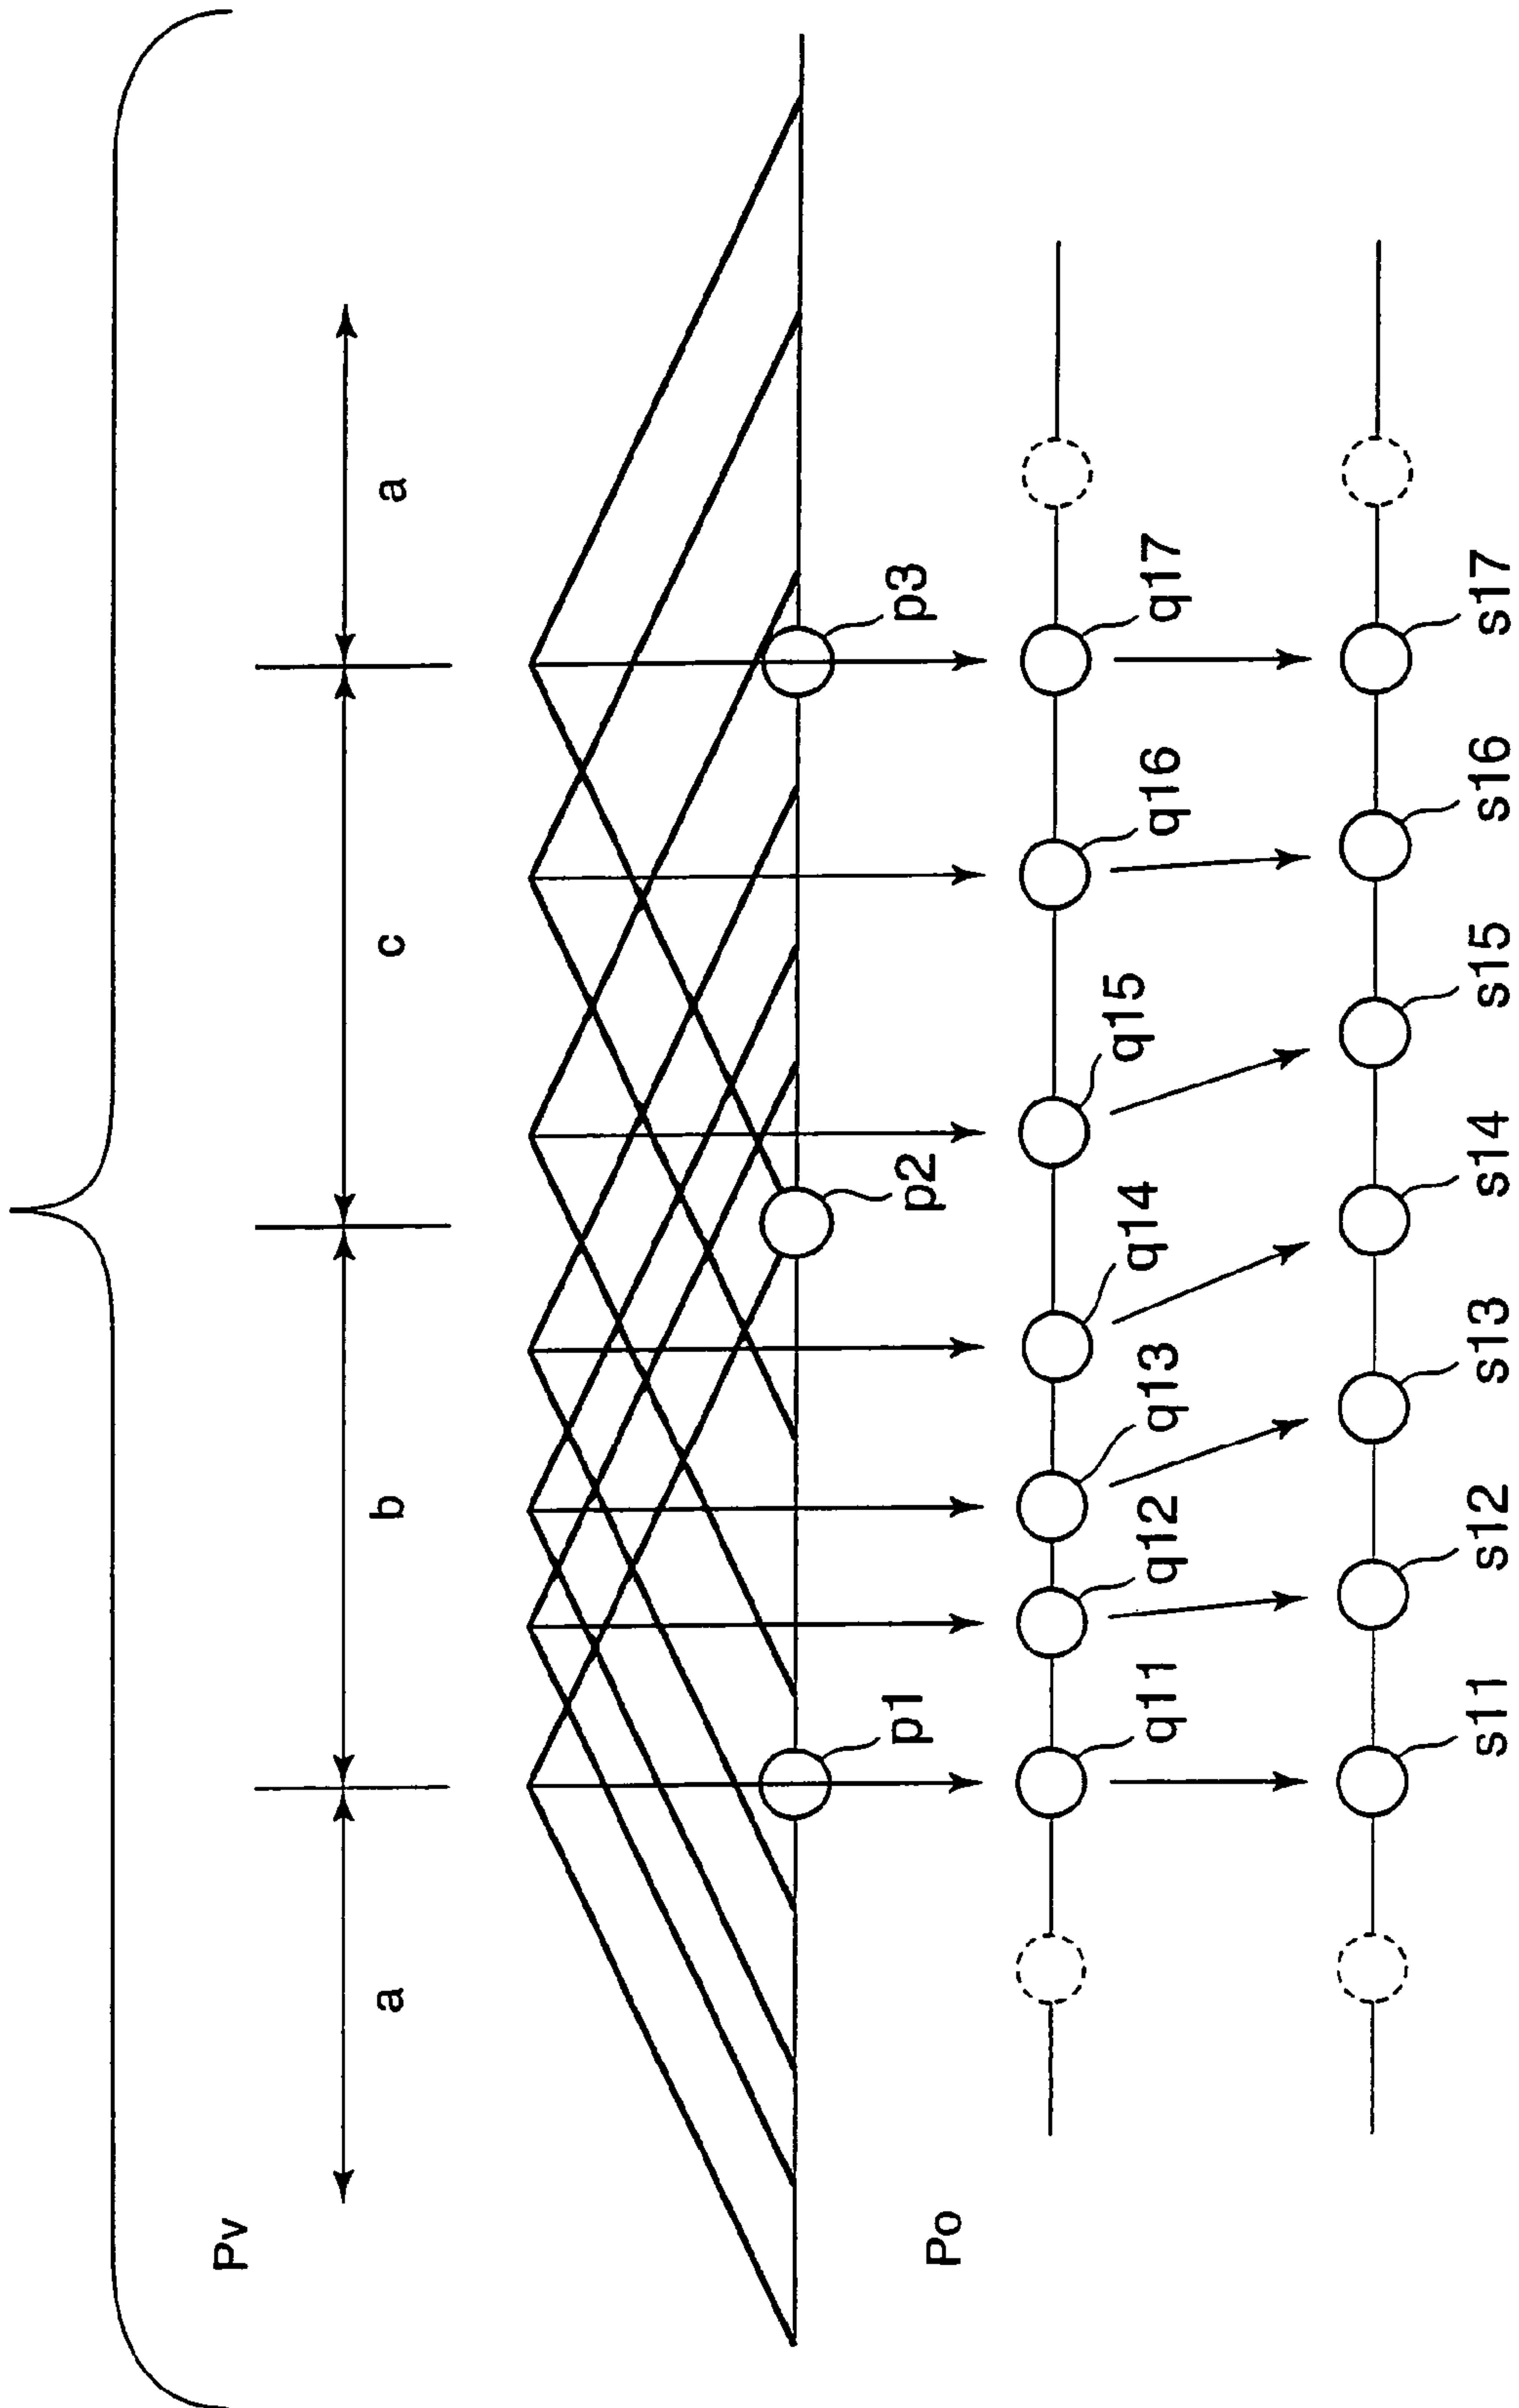 Pv
a b c a
p1 p2 p3
Po
q11 q12 q13 q14 q15 q16 q17
s11 s12 s13 s14 s15 s16 s17